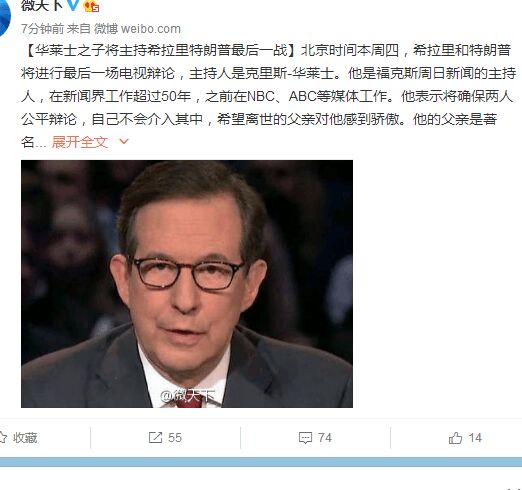 微天下
7分钟前 来自 微博 weibo.com
【华莱士之子将主持希拉里特朗普最后一战】北京时间本周四，希拉里和特朗普
将进行最后一场电视辩论，主持人是克里斯-华莱士。他是福克斯周日新闻的主持
人，在新闻界工作超过50年，之前在NBC、ABC等媒体工作。他表示将确保两人
公平辩论，自己不会介入其中，希望离世的父亲对他感到骄傲。他的父亲是著
名... 展开全文
@微天下
收藏 55 74 14